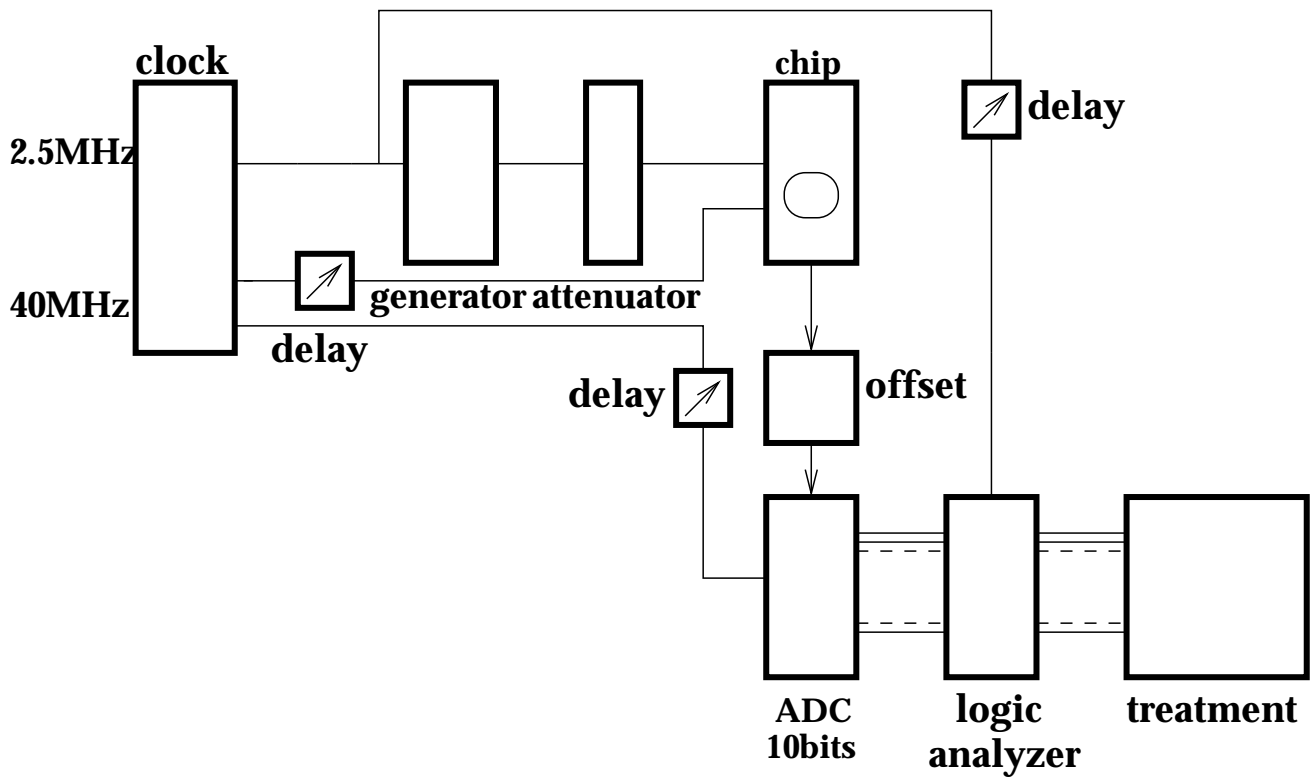 clock
chip
delay
2.5MHz
generator attenuator
40MHz
delay
delay
offset
ADC
10bits
logic
analyzer
treatment